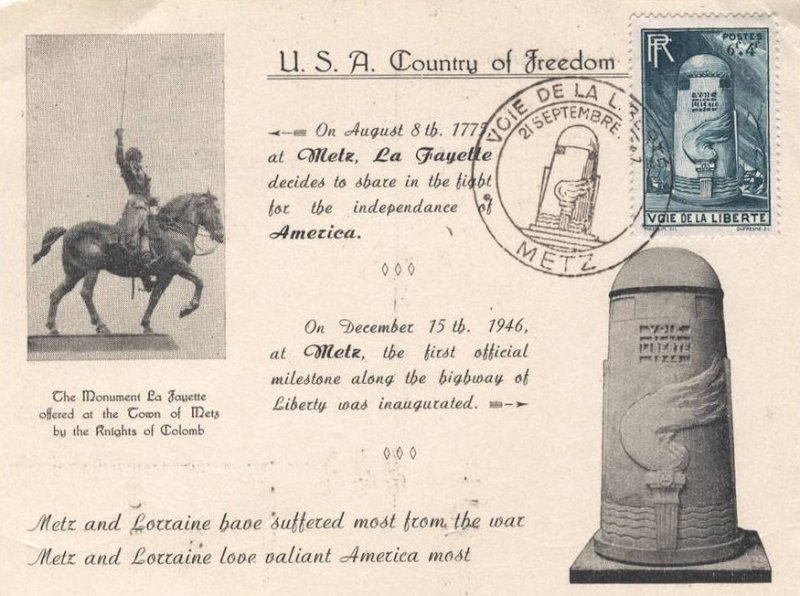 U. S. A. Country of Freedom
On August 8 th. 1775
at Metz, La Fayette
decides to share in the fight
for the independance of
America.
On December 15 th. 1946,
at Metz, the first official
milestone along the highway of
Liberty was inaugurated.
The Monument La Fayette
offered at the Town of Metz
by the Knights of Colomb
Metz and Lorraine have suffered most from the war
Metz and Lorraine love valiant America most
VOIE DE LA
21 SEPTEMBRE
METZ
RF
POSTES
6f.+4f
VOIE DE LA LIBERTE
VOIE
LIBERTE